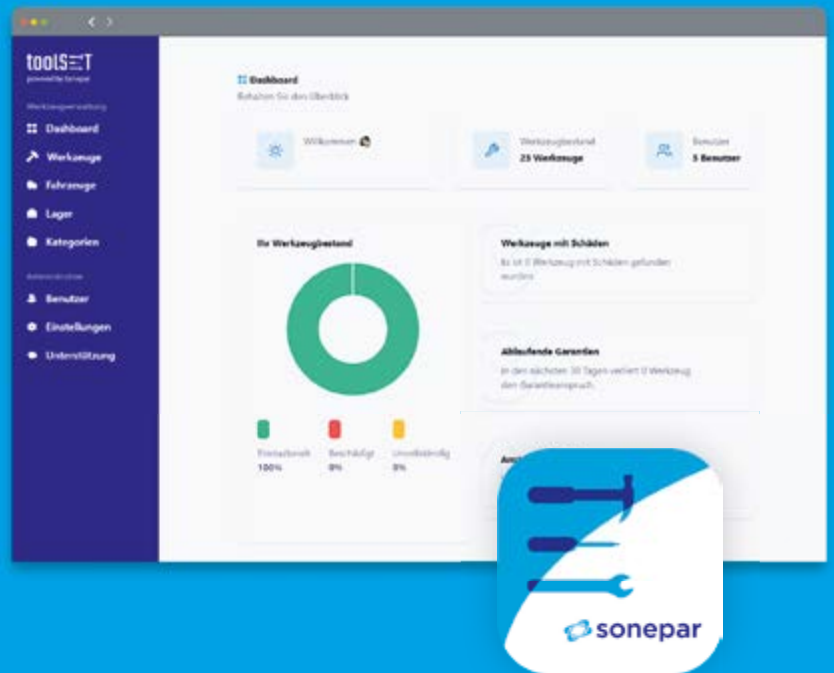 toolSET
powered by Sonepar
Werkzeugverwaltung
Dashboard
Werkzeuge
Fahrzeuge
Lager
Kategorien
Administration
Benutzer
Einstellungen
Unterstützung
Dashboard
Behalten Sie den Überblick
Willkommen
Werkzeugbestand
23 Werkzeuge
Benutzer
3 Benutzer
Ihr Werkzeugbestand
Einsatzbereit
100%
Beschädigt
0%
Unvollständig
0%
Werkzeuge mit Schäden
Es ist 0 Werkzeug mit Schäden gefunden
worden
Ablaufende Garantien
In den nächsten 30 Tagen verliert 0 Werkzeug
den Garantieanspruch.
sonepar